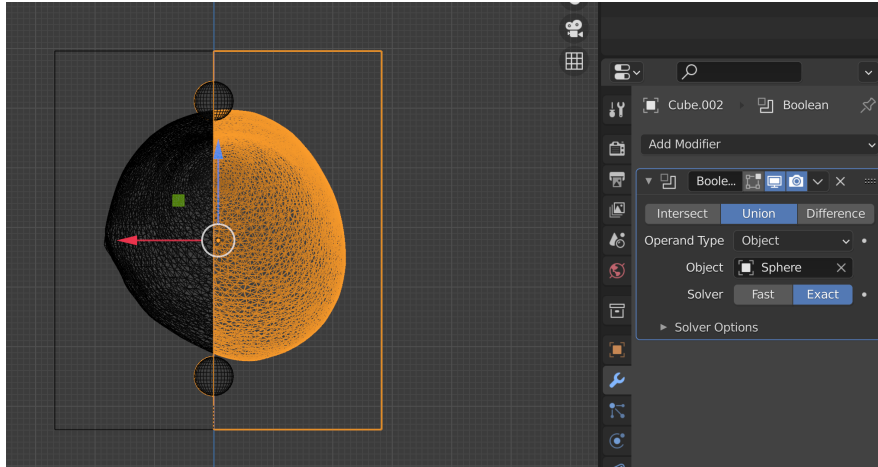 Cube.002 Boolean
Add Modifier
Boole...
Intersect Union Difference
Operand Type Object
Object Sphere
Solver Fast Exact
Solver Options